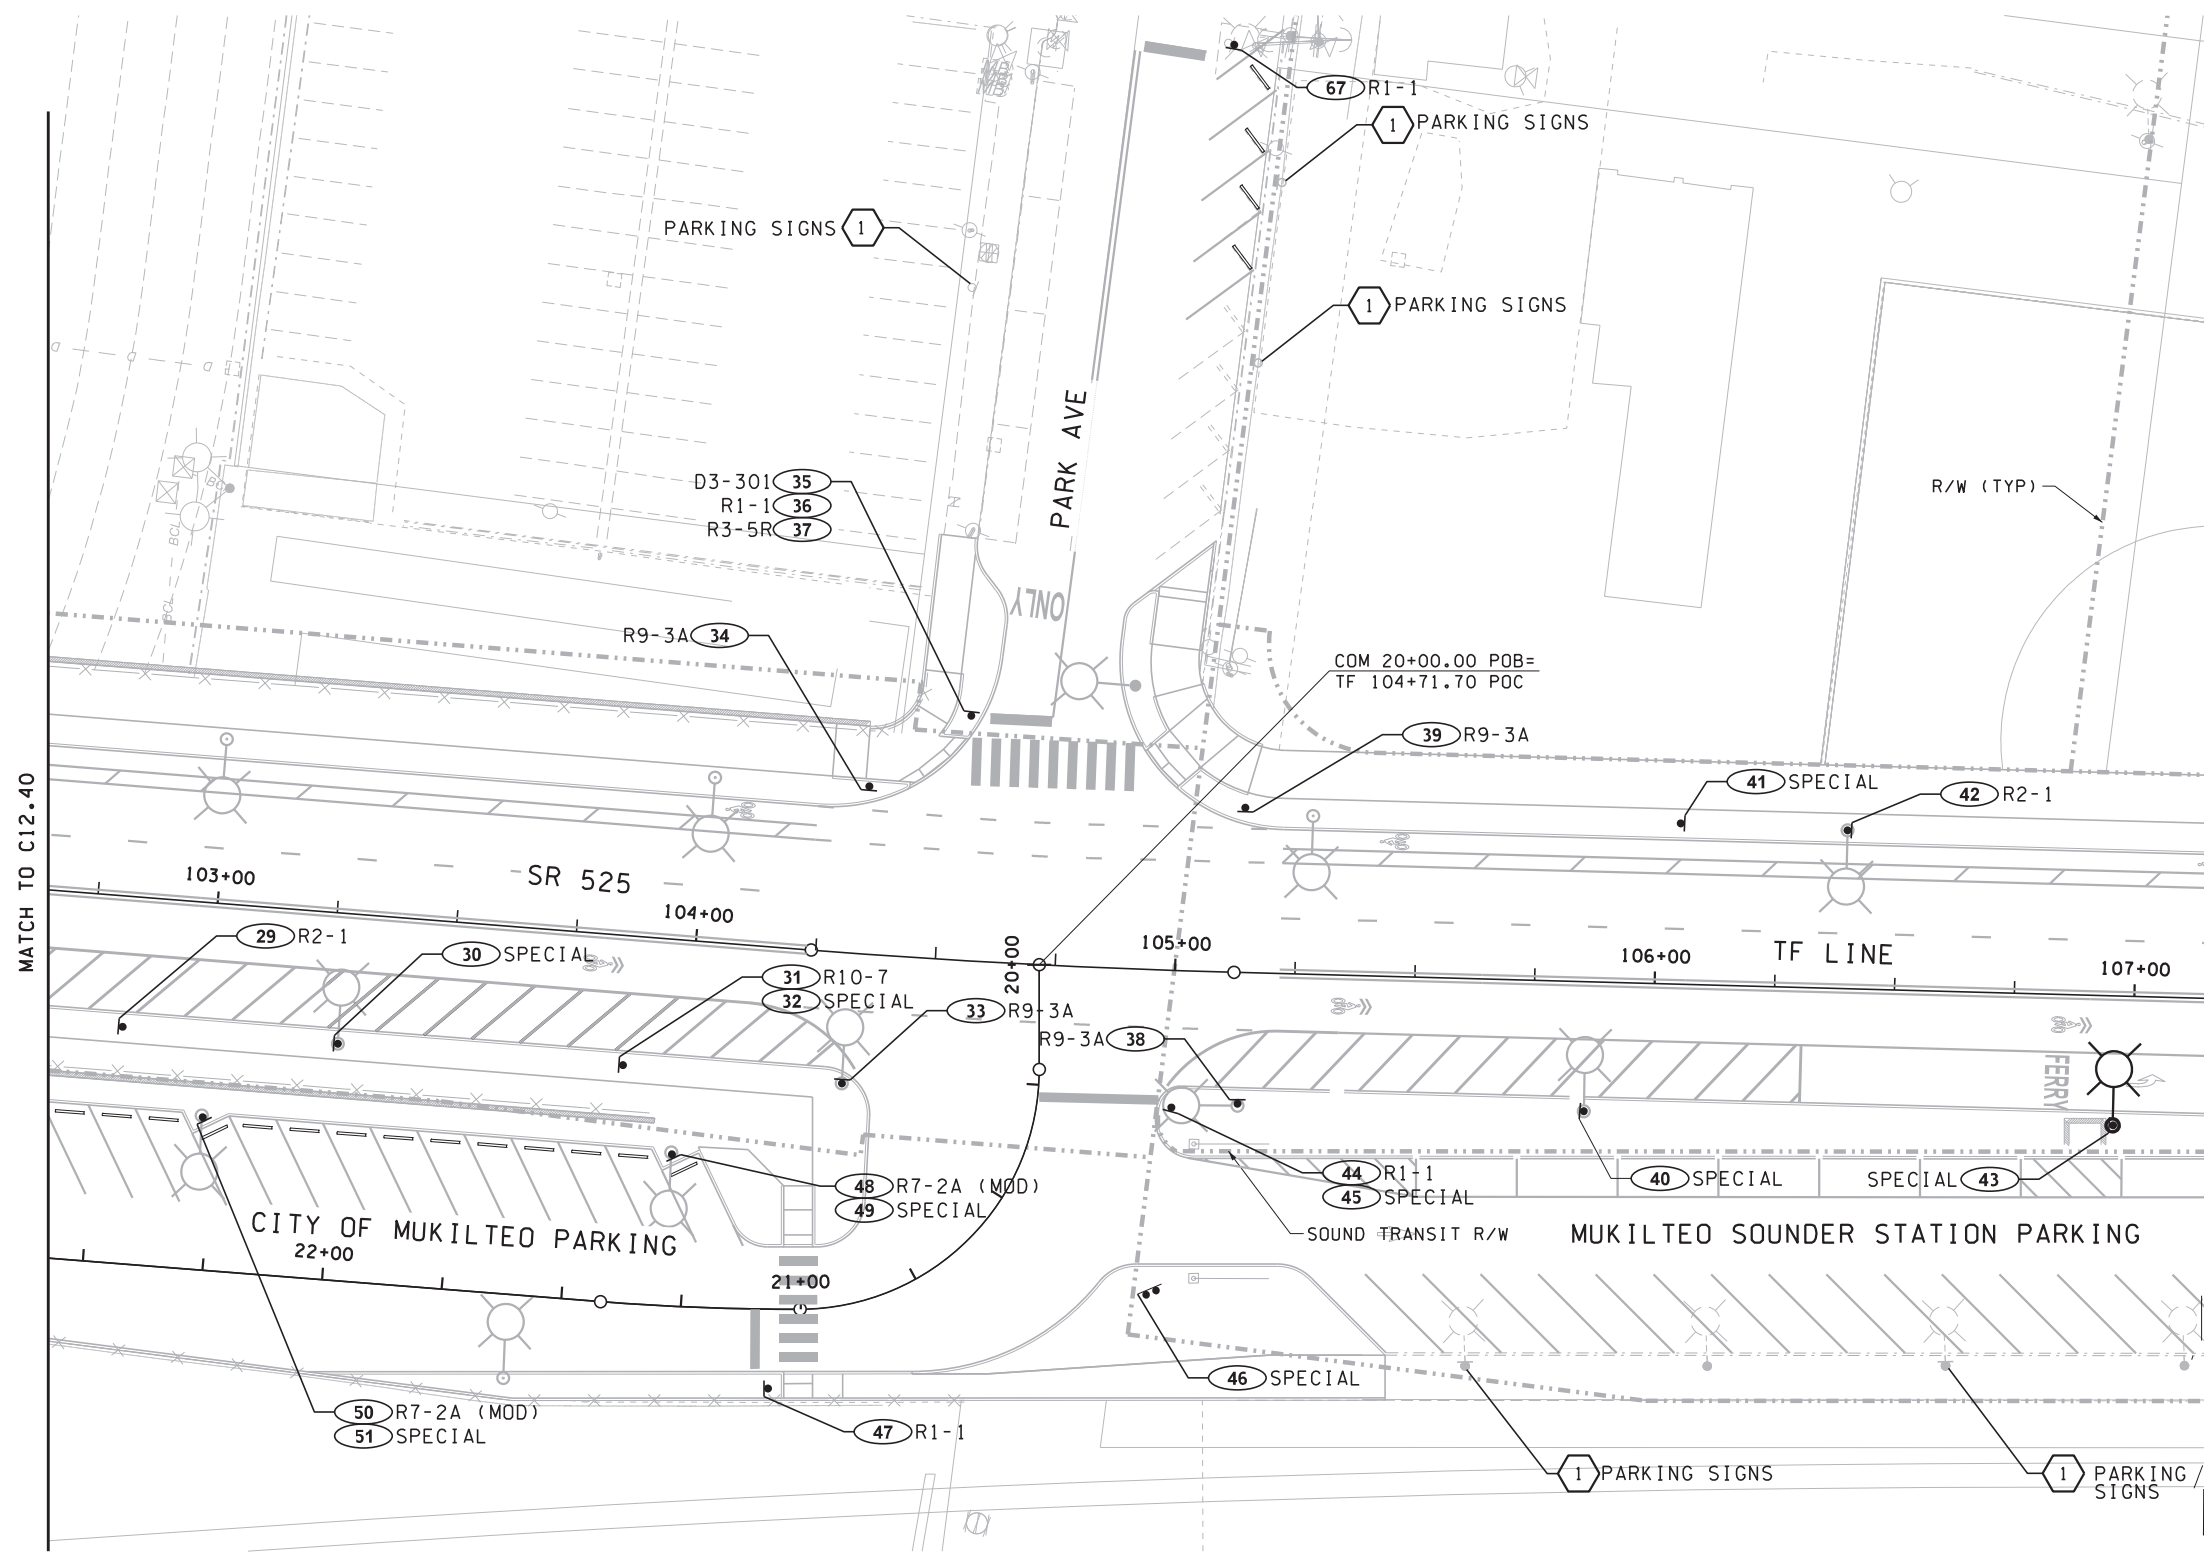 67 R1-1
1 PARKING SIGNS
PARKING SIGNS 1
1 PARKING SIGNS
PARK AVE
D3-301 35
R1-1 36
R3-5R 37
R/W (TYP)
BCL
BCL
ONLY
R9-3A 34
COM 20+00.00 POB=
TF 104+71.70 POC
39 R9-3A
41 SPECIAL
42 R2-1
MATCH TO C12.40
103+00
SR 525
104+00
29 R2-1
30 SPECIAL
31 R10-7
32 SPECIAL
33 R9-3A
20+00
105+00
106+00
TF LINE
107+00
R9-3A 38
FERRY
48 R7-2A (MOD)
49 SPECIAL
44 R1-1
45 SPECIAL
40 SPECIAL
SPECIAL 43
SOUND TRANSIT R/W
MUKILTEO SOUNDER STATION PARKING
CITY OF MUKILTEO PARKING
22+00
21+00
46 SPECIAL
50 R7-2A (MOD)
51 SPECIAL
47 R1-1
1 PARKING SIGNS
1 PARKING
SIGNS